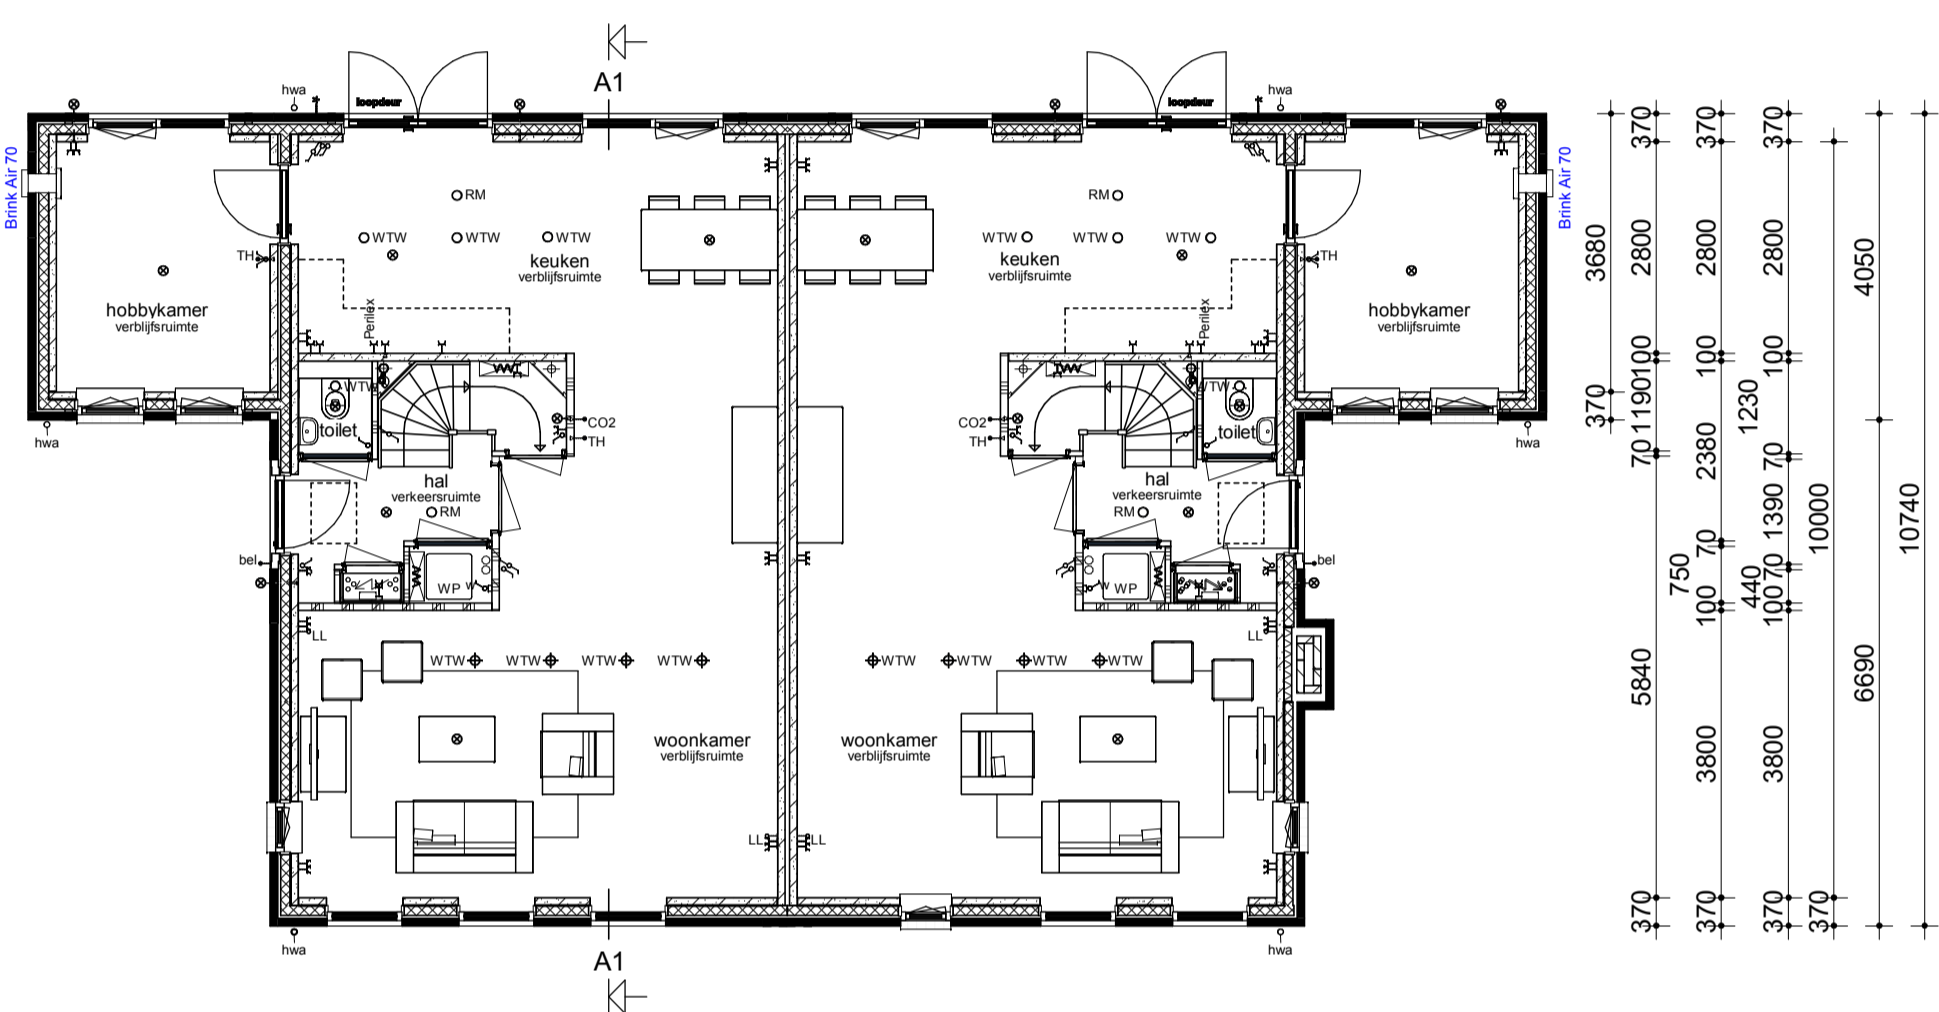 A1
hwa
loopdeur
loopdeur
hwa
Brink Air 70
Brink Air 70
RM
WTW
WTW
WTW
keuken
verblijfsruimte
RM
WTW
WTW
WTW
keuken
verblijfsruimte
TH
TH
hobbykamer
verblijfsruimte
hobbykamer
verblijfsruimte
Perilex
Perilex
WTW
toilet
CO2
TH
CO2
TH
WTW
toilet
hwa
hwa
hal
verkeersruimte
RM
hal
verkeersruimte
RM
bel
WP
W
WP
W
bel
LL
LL
WTW
WTW
WTW
WTW
WTW
WTW
WTW
WTW
woonkamer
verblijfsruimte
woonkamer
verblijfsruimte
LL
LL
hwa
A1
hwa
3680
370
370
2800
100
1190
70
5840
370
750
370
2800
100
2380
70
100
3800
370
1230
440
370
2800
100
70
1390
70
100
3800
370
10000
370
4050
6690
10740